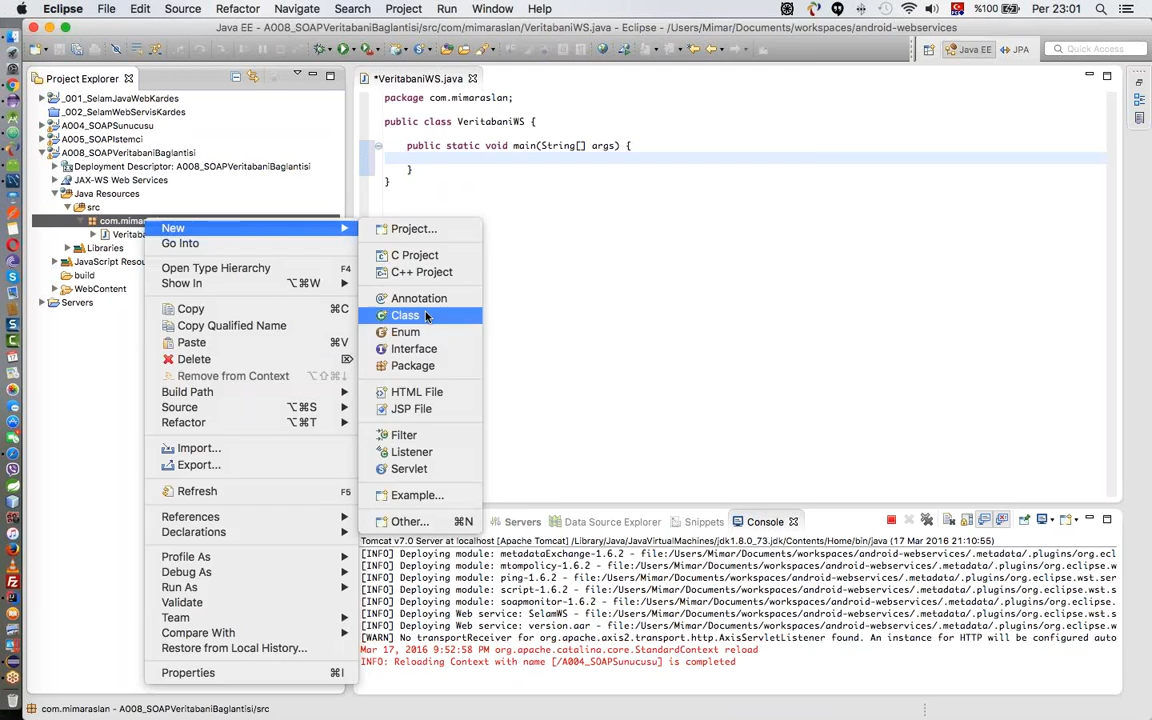 Eclipse File Edit Source Refactor Navigate Search Project Run Window Help %100 Per 23:01
Java EE - A008_SOAPVeritabaniBaglantisi/src/com/mimaraslan/VeritabaniWS.java - Eclipse - /Users/Mimar/Documents/workspaces/android-webservices
Java EE JPA Quick Access
Project Explorer
_001_SelamJavaWebKardes
_002_SelamWebServisKardes
A004_SOAPSunucusu
A005_SOAPIstemci
A008_SOAPVeritabaniBaglantisi
Deployment Descriptor: A008_SOAPVeritabaniBaglantisi
JAX-WS Web Services
Java Resources
src
com.mimar
Veritaba
Libraries
JavaScript Resou
build
WebContent
Servers
New
Go Into
Open Type Hierarchy F4
Show In ⌥⌘W
Copy ⌘C
Copy Qualified Name
Paste ⌘V
Delete ⌦
Remove from Context ⌥⇧⌘↓
Build Path
Source ⌥⌘S
Refactor ⌥⌘T
Import...
Export...
Refresh F5
References
Declarations
Profile As
Debug As
Run As
Validate
Team
Compare With
Restore from Local History...
Properties ⌘I
Project...
C Project
C++ Project
Annotation
Class
Enum
Interface
Package
HTML File
JSP File
Filter
Listener
Servlet
Example...
Other... ⌘N
*VeritabaniWS.java
package com.mimaraslan;
public class VeritabaniWS {
public static void main(String[] args) {
}
}
Servers Data Source Explorer Snippets Console
Tomcat v7.0 Server at localhost [Apache Tomcat] /Library/Java/JavaVirtualMachines/jdk1.8.0_73.jdk/Contents/Home/bin/java (17 Mar 2016 21:10:55)
[INFO] Deploying module: metadataExchange-1.6.2 - file:/Users/Mimar/Documents/workspaces/android-webservices/.metadata/.plugins/org.ecl
[INFO] Deploying module: mtompolicy-1.6.2 - file:/Users/Mimar/Documents/workspaces/android-webservices/.metadata/.plugins/org.eclipse.w
[INFO] Deploying module: ping-1.6.2 - file:/Users/Mimar/Documents/workspaces/android-webservices/.metadata/.plugins/org.eclipse.wst.ser
[INFO] Deploying module: script-1.6.2 - file:/Users/Mimar/Documents/workspaces/android-webservices/.metadata/.plugins/org.eclipse.wst.s
[INFO] Deploying module: soapmonitor-1.6.2 - file:/Users/Mimar/Documents/workspaces/android-webservices/.metadata/.plugins/org.eclipse.
[INFO] Deploying Web service: SelamWS - file:/Users/Mimar/Documents/workspaces/android-webservices/.metadata/.plugins/org.eclipse.wst.s
[INFO] Deploying Web service: version.aar - file:/Users/Mimar/Documents/workspaces/android-webservices/.metadata/.plugins/org.eclipse.w
[WARN] No transportReceiver for org.apache.axis2.transport.http.AxisServletListener found. An instance for HTTP will be configured auto
Mar 17, 2016 9:52:58 PM org.apache.catalina.core.StandardContext reload
INFO: Reloading Context with name [/A004_SOAPSunucusu] is completed
com.mimaraslan - A008_SOAPVeritabaniBaglantisi/src